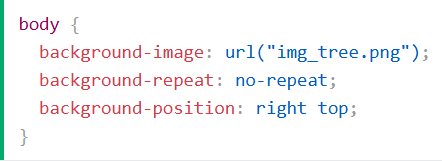 body {
  background-image: url("img_tree.png");
  background-repeat: no-repeat;
  background-position: right top;
}